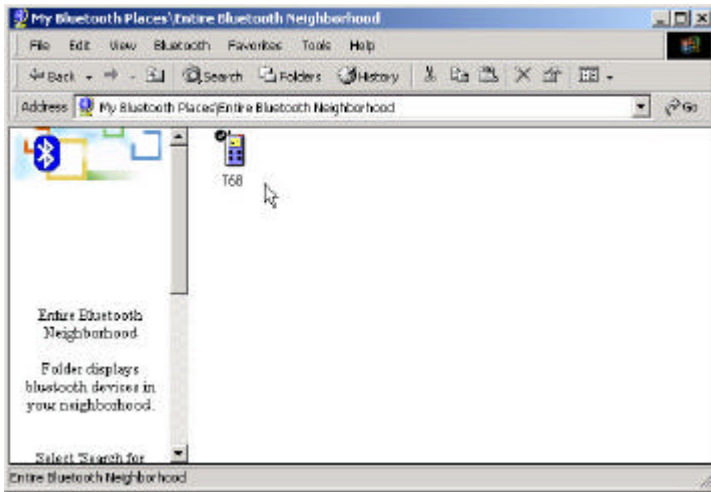 My Bluetooth Places\Entire Bluetooth Neighborhood
File Edit View Bluetooth Favorites Tools Help
Back Search Folders History
Address My Bluetooth Places\Entire Bluetooth Neighborhood Go
T68
Entire Bluetooth
Neighborhood
Folder displays
bluetooth devices in
your neighborhood.
Select 'Search for
Entire Bluetooth Neighborhood